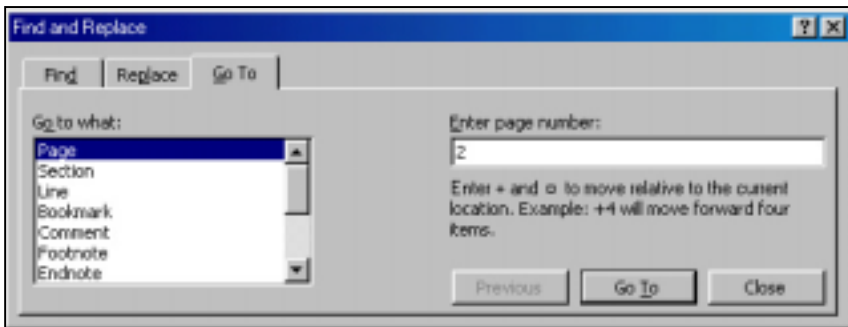 Find and Replace
Find Replace Go To
Go to what:
Page
Section
Line
Bookmark
Comment
Footnote
Endnote
Enter page number:
2
Enter + and ¤ to move relative to the current
location. Example: +4 will move forward four
items.
Previous Go To Close